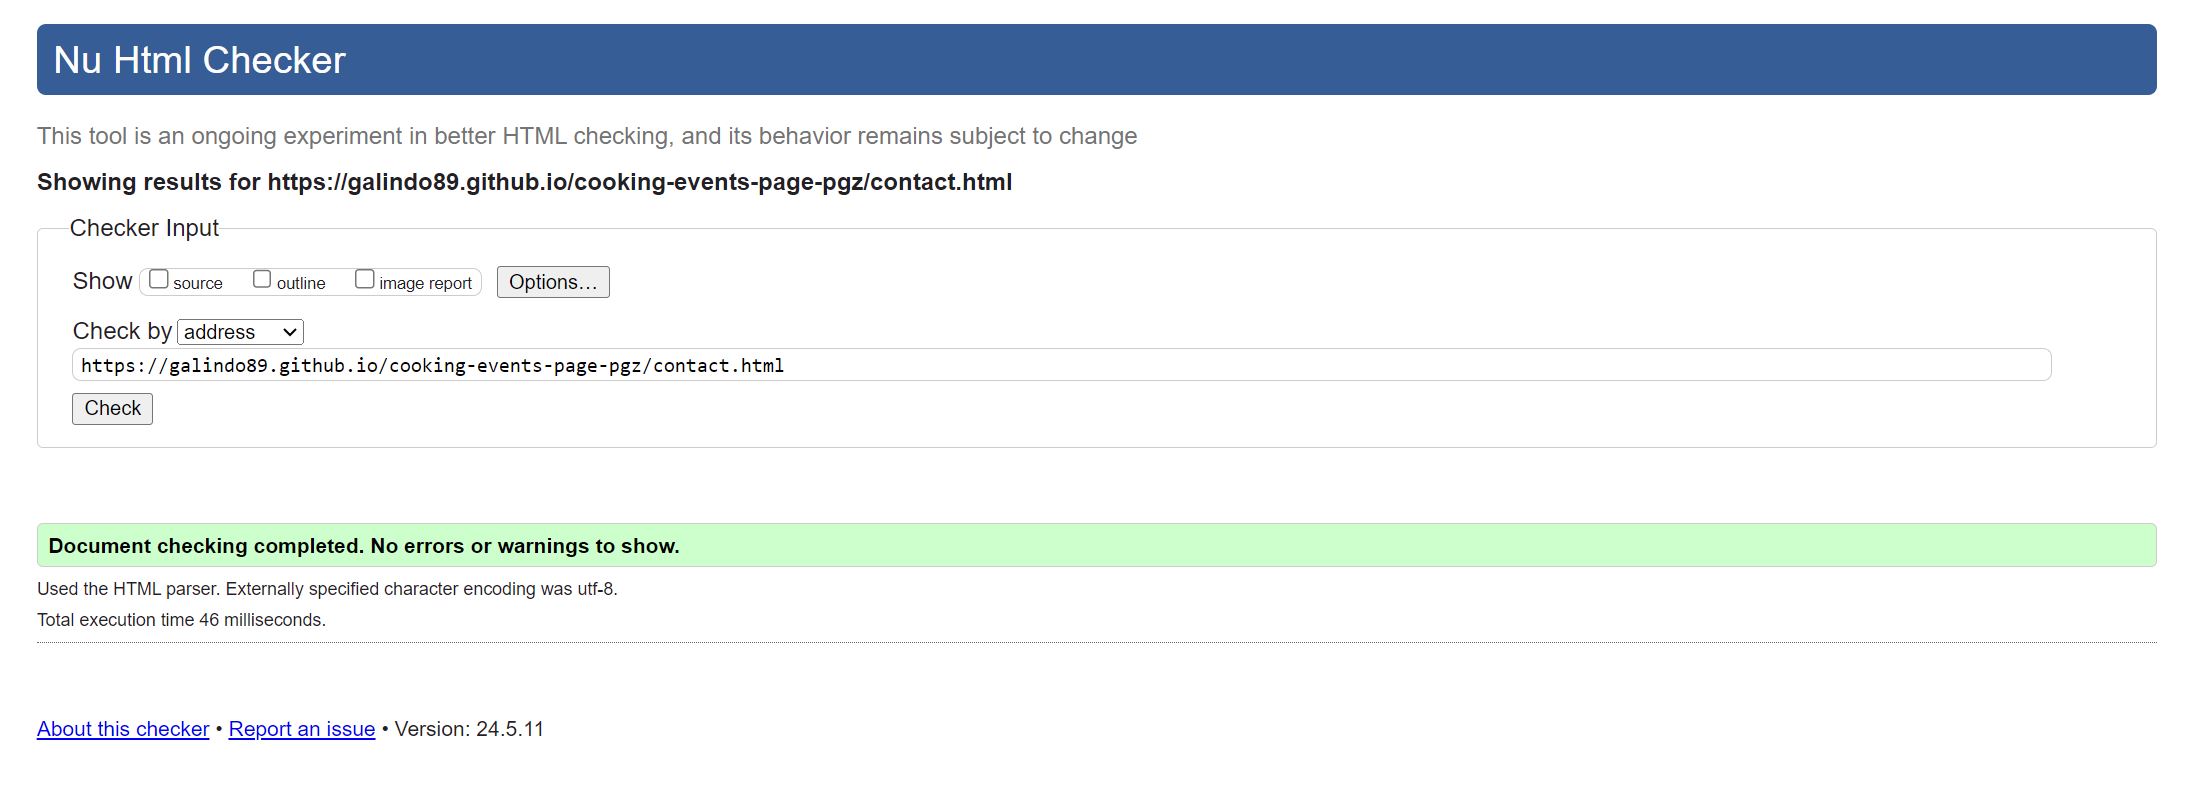 Nu Html Checker
This tool is an ongoing experiment in better HTML checking, and its behavior remains subject to change
Showing results for https://galindo89.github.io/cooking-events-page-pgz/contact.html
Checker Input
Show source outline image report Options...
Check by address
https://galindo89.github.io/cooking-events-page-pgz/contact.html
Check
Document checking completed. No errors or warnings to show.
Used the HTML parser. Externally specified character encoding was utf-8.
Total execution time 46 milliseconds.
About this checker • Report an issue • Version: 24.5.11